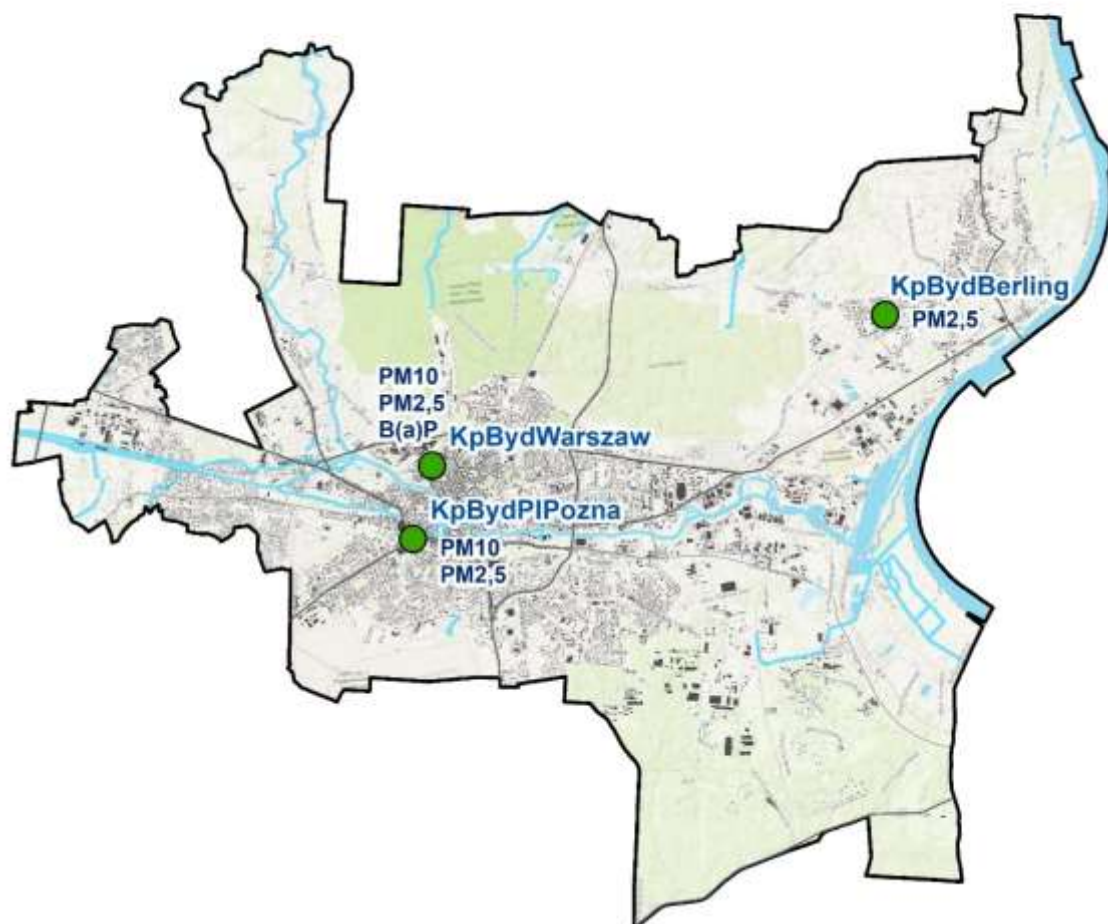 KpBydBerling
PM2,5
PM10
PM2,5
B(a)P
KpBydWarszaw
KpBydPlPozna
PM10
PM2,5